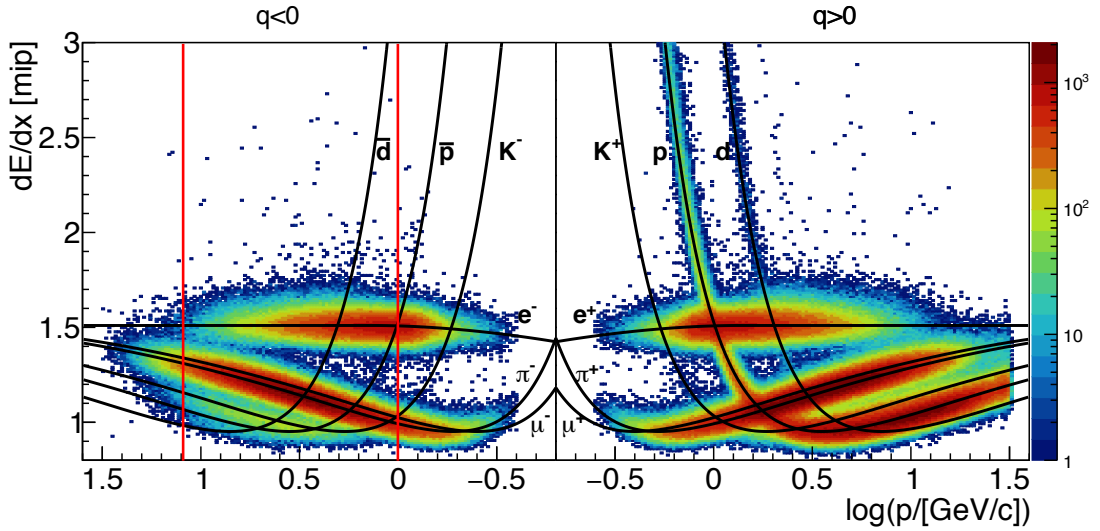 q<0 q>0
dE/dx [mip]
3
2.5
2
1.5
1
d̅ p̅ K⁻ K⁺ p d
e⁻ e⁺
π⁻ π⁺
μ⁻ μ⁺
10³
10²
10
1
1.5 1 0.5 0 −0.5 −0.5 0 0.5 1 1.5
log(p/[GeV/c])